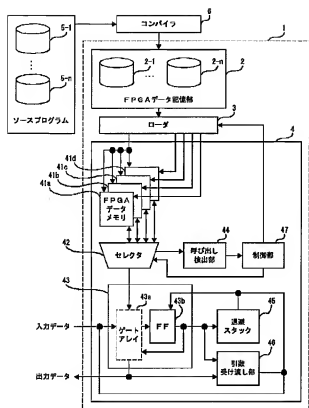 5-1
5-n
ソースプログラム
コンパイラ
6
1
2-1
2-n
2
FPGAデータ記憶部
ローダ
3
4
41d
41c
41b
41a
FPGA
データ
メモリ
42
セレクタ
44
呼び出し
検出部
47
制御部
43
43a
43b
ゲート
アレイ
FF
45
退避
スタック
46
引数
受け渡し部
入力データ
出力データ